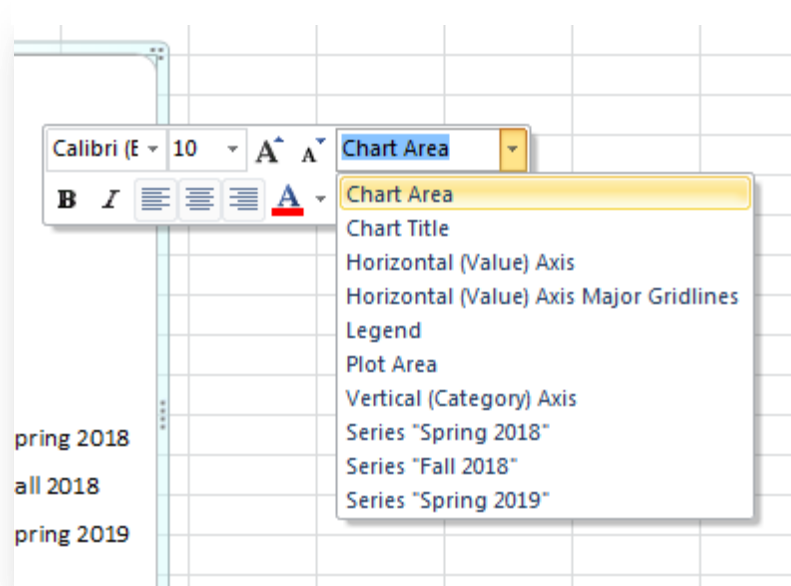 Calibri (E 10 A A Chart Area
B I A
Chart Area
Chart Title
Horizontal (Value) Axis
Horizontal (Value) Axis Major Gridlines
Legend
Plot Area
Vertical (Category) Axis
Series "Spring 2018"
Series "Fall 2018"
Series "Spring 2019"
pring 2018
all 2018
pring 2019